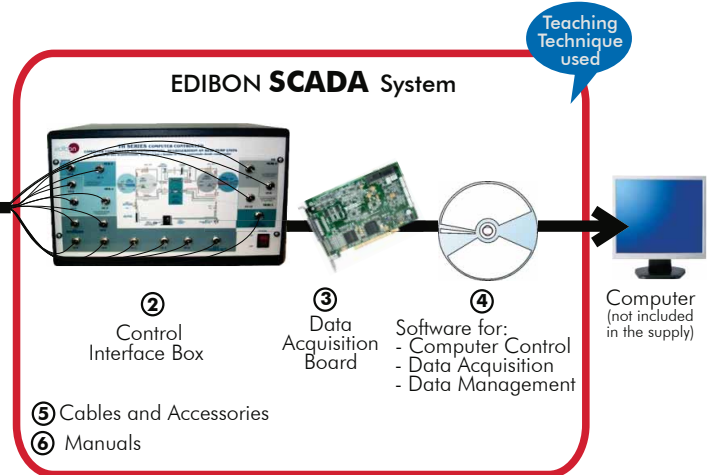 Teaching
Technique
used
EDIBON SCADA System
edibon
② 
Control
Interface Box
③
Data
Acquisition
Board
④
Software for:
- Computer Control
- Data Acquisition
- Data Management
Computer
(not included
in the supply)
⑤ Cables and Accessories
⑥ Manuals